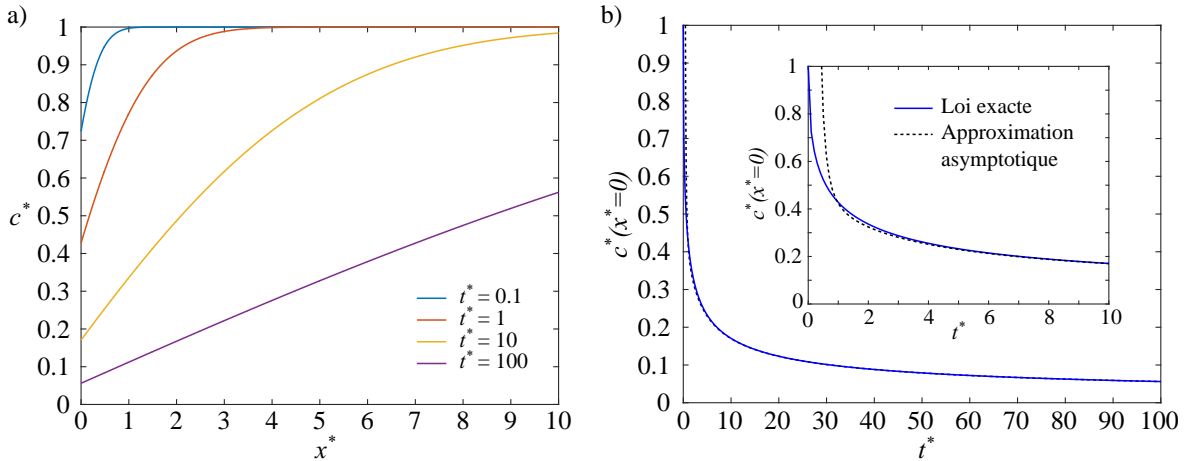 a)
1
0.9
0.8
0.7
0.6
0.5
0.4
0.3
0.2
0.1
0
c*
0 1 2 3 4 5 6 7 8 9 10
x*
t* = 0.1
t* = 1
t* = 10
t* = 100
b)
1
0.9
0.8
0.7
0.6
0.5
0.4
0.3
0.2
0.1
0
c*(x*=0)
0 10 20 30 40 50 60 70 80 90 100
t*
1
0.8
0.6
0.4
0.2
0
c*(x*=0)
0 2 4 6 8 10
t*
Loi exacte
Approximation
asymptotique